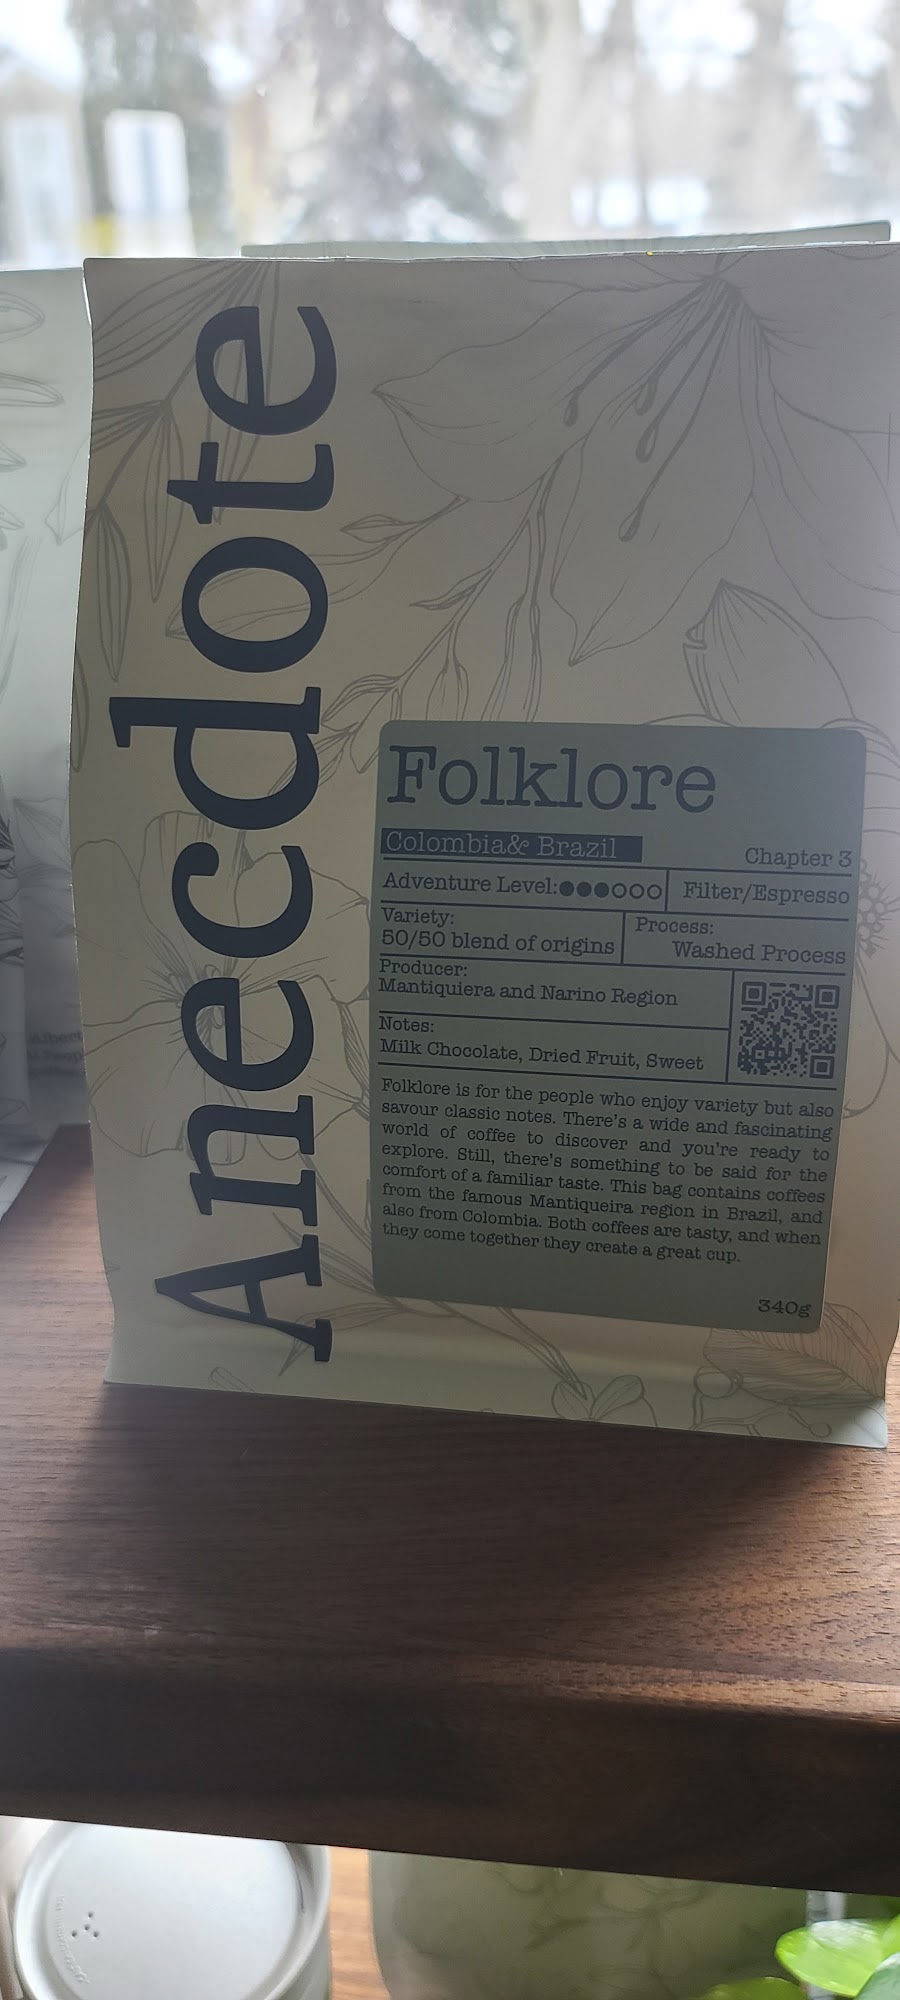 Anecdote
Folklore
Colombia& Brazil
Chapter 3
Adventure Level:
Filter/Espresso
Variety:
50/50 blend of origins
Process:
Washed Process
Producer:
Mantiquiera and Narino Region
Notes:
Milk Chocolate, Dried Fruit, Sweet
Folklore is for the people who enjoy variety but also
savour classic notes. There's a wide and fascinating
world of coffee to discover and you're ready to
explore. Still, there's something to be said for the
comfort of a familiar taste. This bag contains coffees
from the famous Mantiqueira region in Brazil, and
also from Colombia. Both coffees are tasty, and when
they come together they create a great cup.
340g